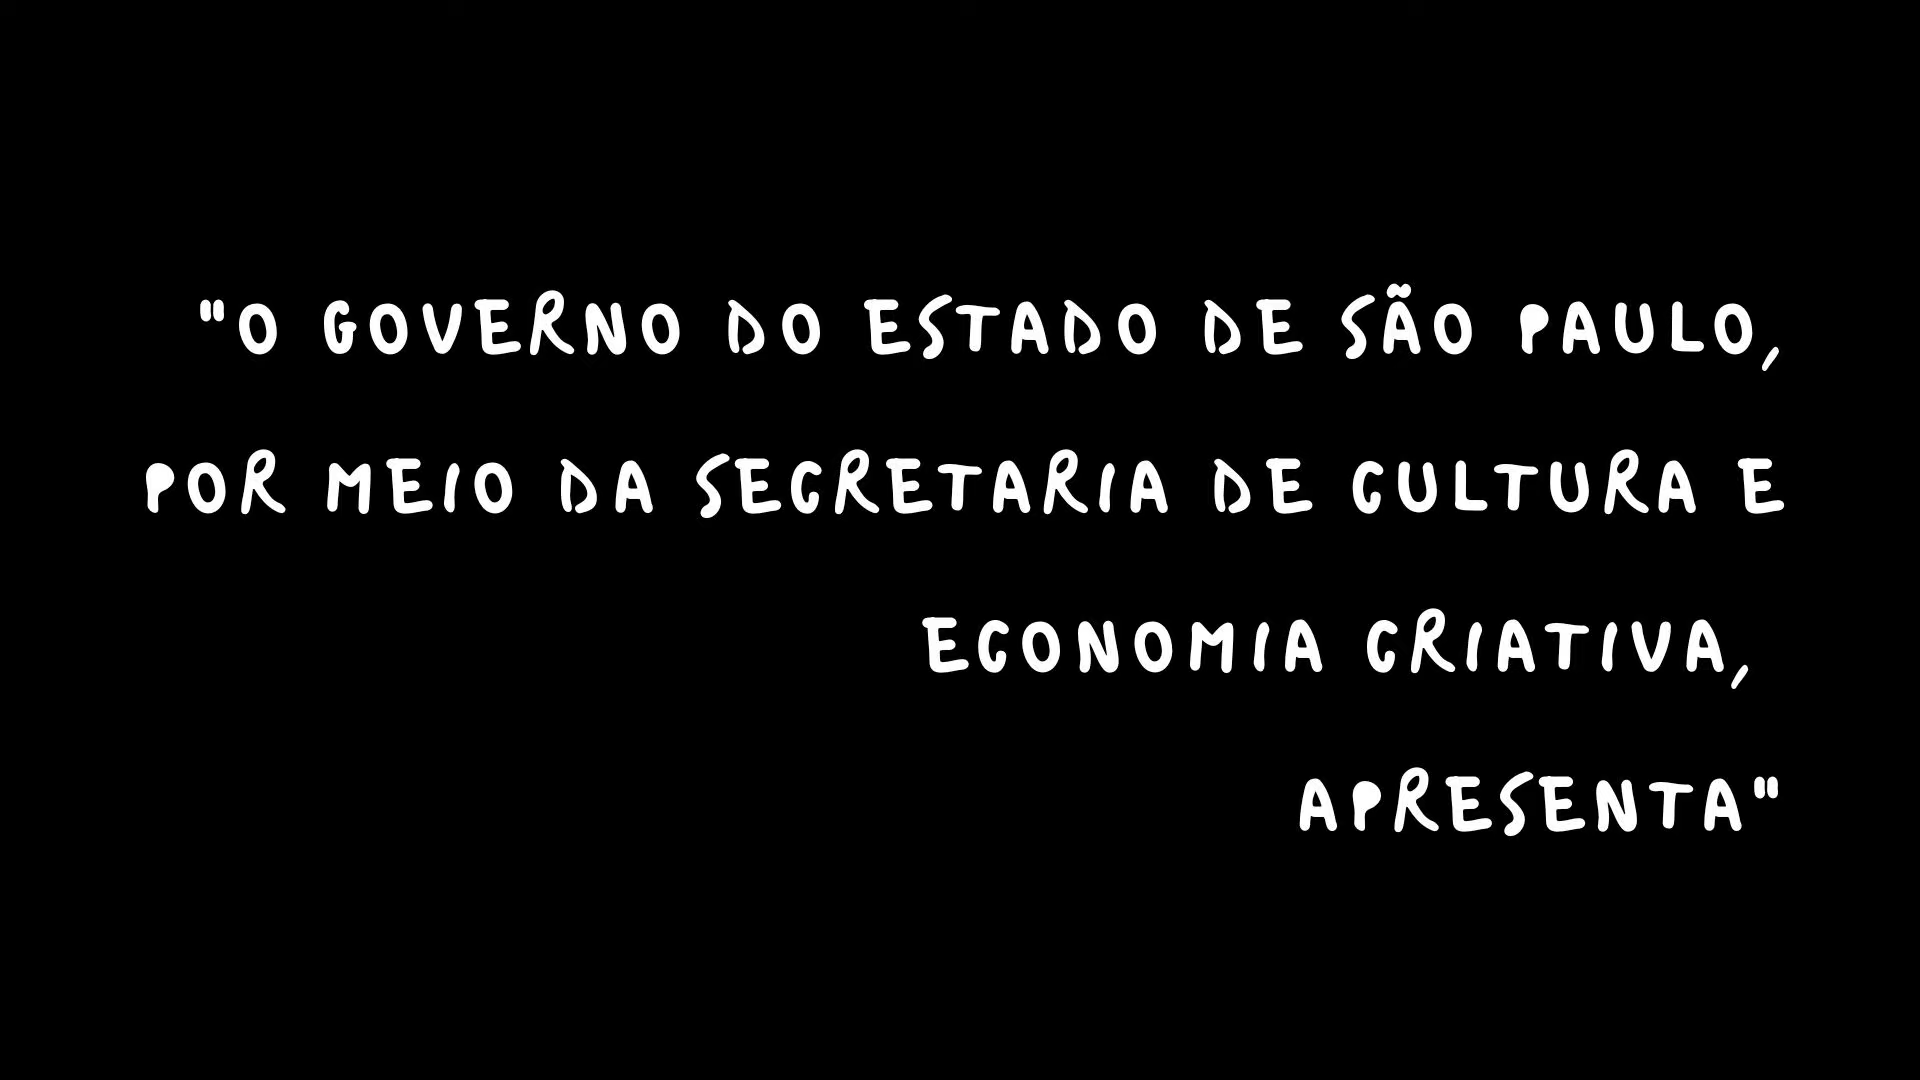 "O GOVERNO DO ESTADO DE SÃO PAULO,
POR MEIO DA SECRETARIA DE CULTURA E
ECONOMIA CRIATIVA,
APRESENTA"